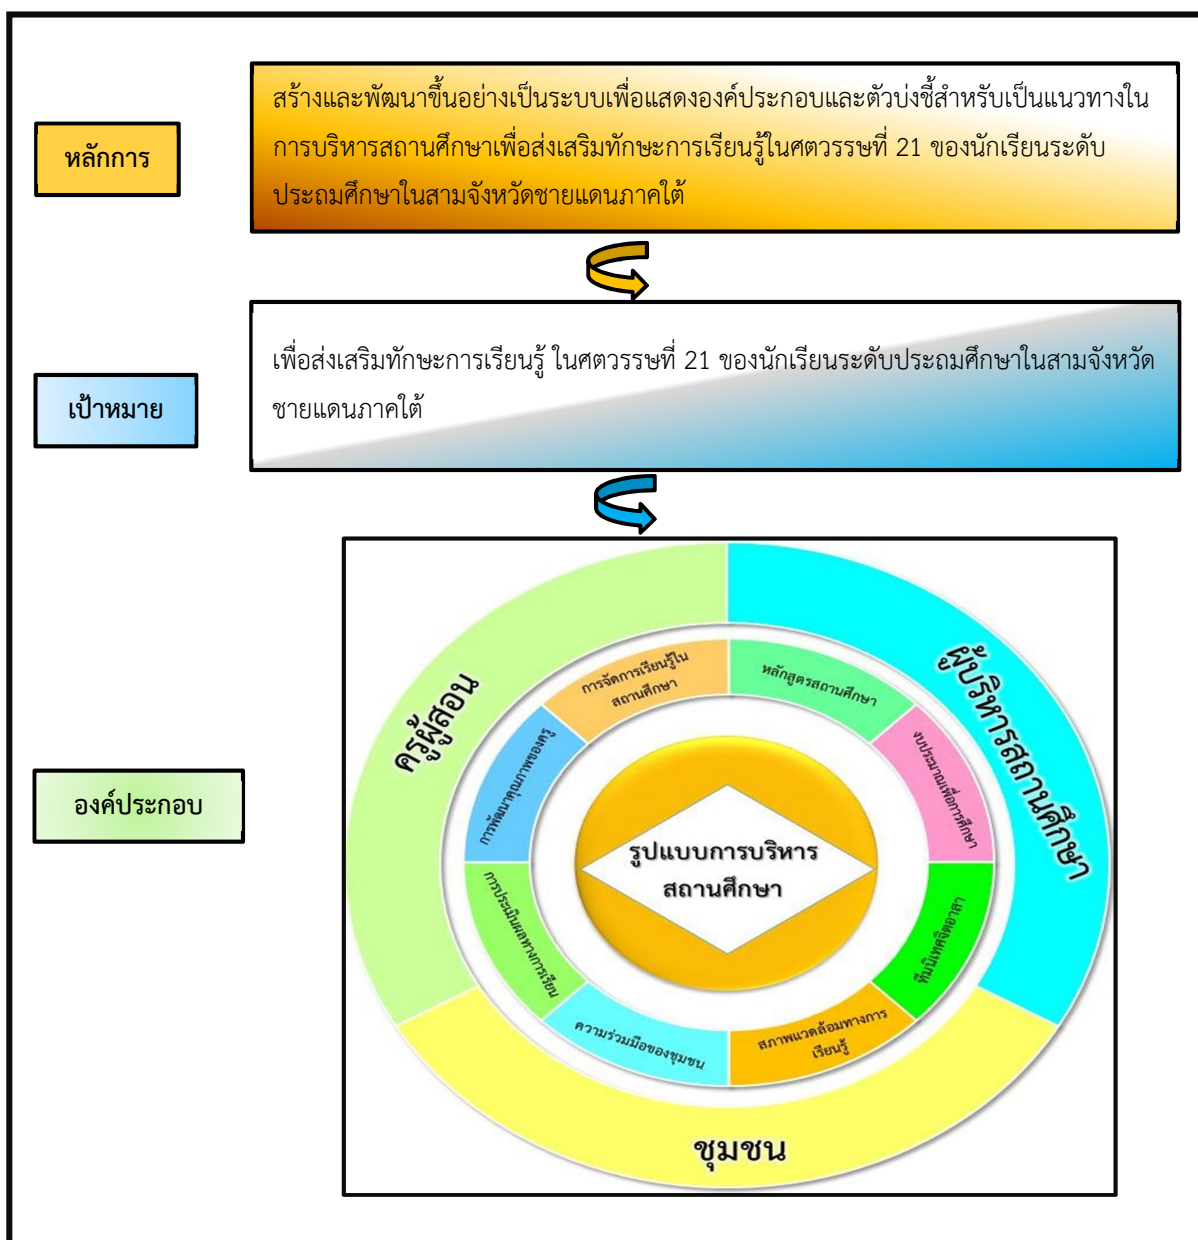 หลักการ
สร้างและพัฒนาขึ้นอย่างเป็นระบบเพื่อแสดงองค์ประกอบและตัวบ่งชี้สำหรับเป็นแนวทางใน
การบริหารสถานศึกษาเพื่อส่งเสริมทักษะการเรียนรู้ในศตวรรษที่ 21 ของนักเรียนระดับ
ประถมศึกษาในสามจังหวัดชายแดนภาคใต้
เป้าหมาย
เพื่อส่งเสริมทักษะการเรียนรู้ ในศตวรรษที่ 21 ของนักเรียนระดับประถมศึกษาในสามจังหวัด
ชายแดนภาคใต้
องค์ประกอบ
ครูผู้สอน
ผู้บริหารสถานศึกษา
ชุมชน
การจัดการเรียนรู้ใน
สถานศึกษา
หลักสูตรสถานศึกษา
งบประมาณเพื่อการศึกษา
ทีมนิเทศจิตอาสา
สภาพแวดล้อมทางการ
เรียนรู้
ความร่วมมือของชุมชน
การประเมินผลทางการเรียน
การพัฒนาคุณภาพของครู
รูปแบบการบริหาร
สถานศึกษา